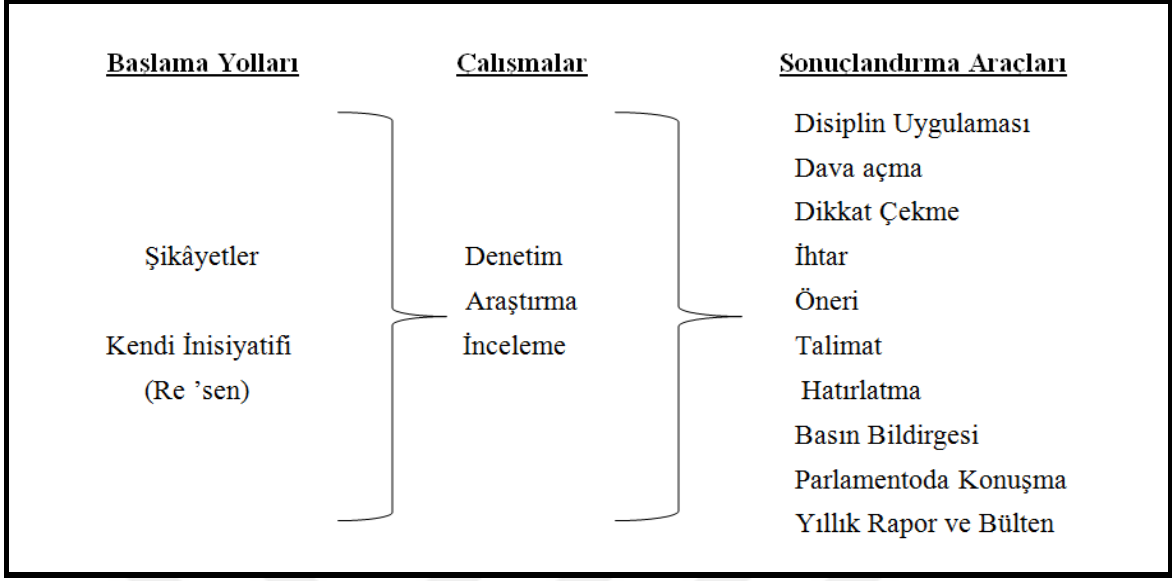 Başlama Yolları
Çalışmalar
Sonuçlandırma Araçları
Şikâyetler
Kendi İnisiyatifi
(Re ’sen)
Denetim
Araştırma
İnceleme
Disiplin Uygulaması
Dava açma
Dikkat Çekme
İhtar
Öneri
Talimat
Hatırlatma
Basın Bildirgesi
Parlamentoda Konuşma
Yıllık Rapor ve Bülten